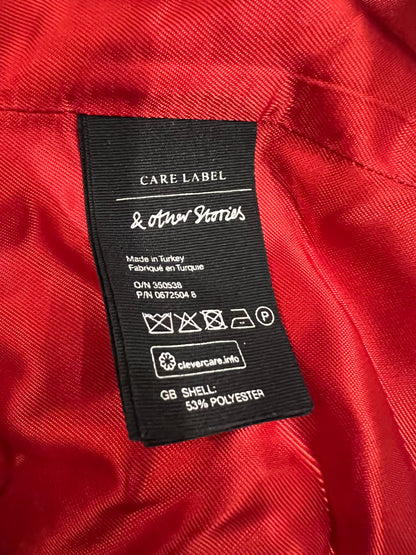 CARE LABEL
& other Stories
Made in Turkey
Fabriqué en Turquie
O/N 350538
P/N 0672504 8
P
clevercare.info
GB SHELL:
53% POLYESTER